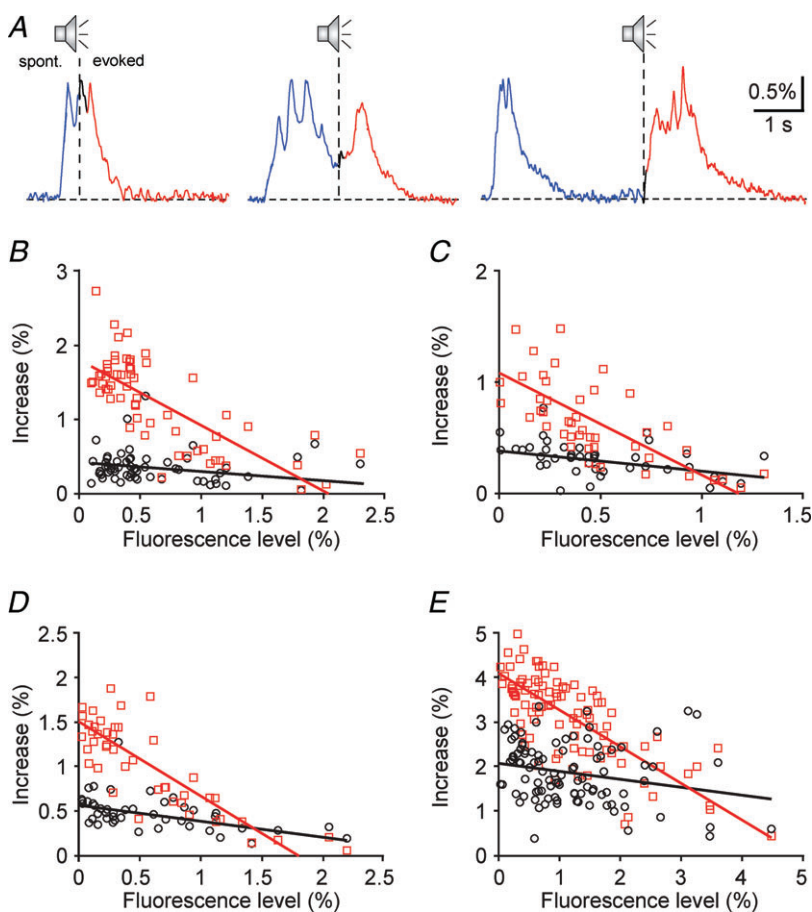 A
spont. evoked
0.5%
1 s
B
3
2
1
0
Increase (%)
0 0.5 1 1.5 2 2.5
Fluorescence level (%)
C
2
1
0
Increase (%)
0 0.5 1 1.5
Fluorescence level (%)
D
2.5
2
1.5
1
0.5
0
Increase (%)
0 0.5 1 1.5 2 2.5
Fluorescence level (%)
E
5
4
3
2
1
0
Increase (%)
0 1 2 3 4 5
Fluorescence level (%)